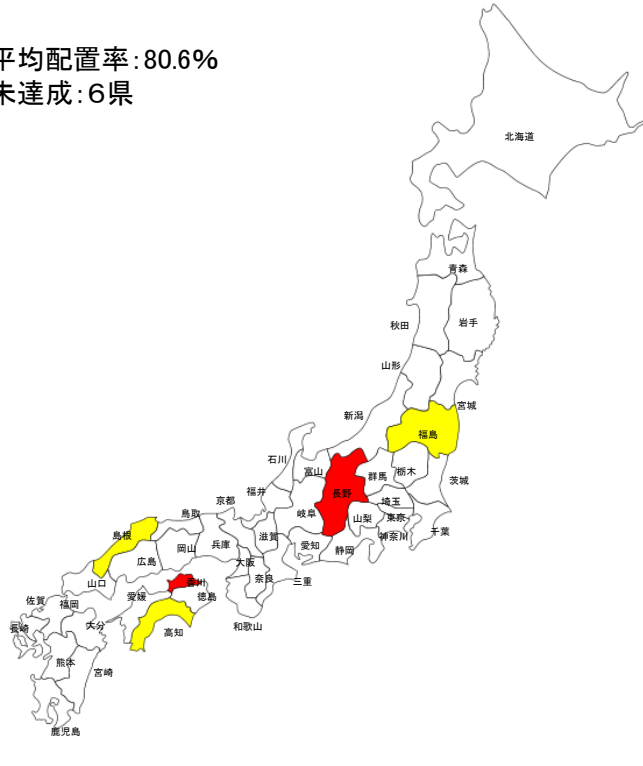 平均配置率：80.6%
未達成：６県
北海道
青森
秋田
岩手
山形
宮城
新潟
福島
石川
富山
群馬
栃木
茨城
福井
長野
埼玉
岐阜
山梨
東京
千葉
京都
鳥取
神奈川
滋賀
愛知
静岡
島根
岡山
兵庫
広島
大阪
奈良
三重
山口
香川
愛媛
徳島
佐賀
福岡
和歌山
長崎
大分
高知
熊本
宮崎
鹿児島